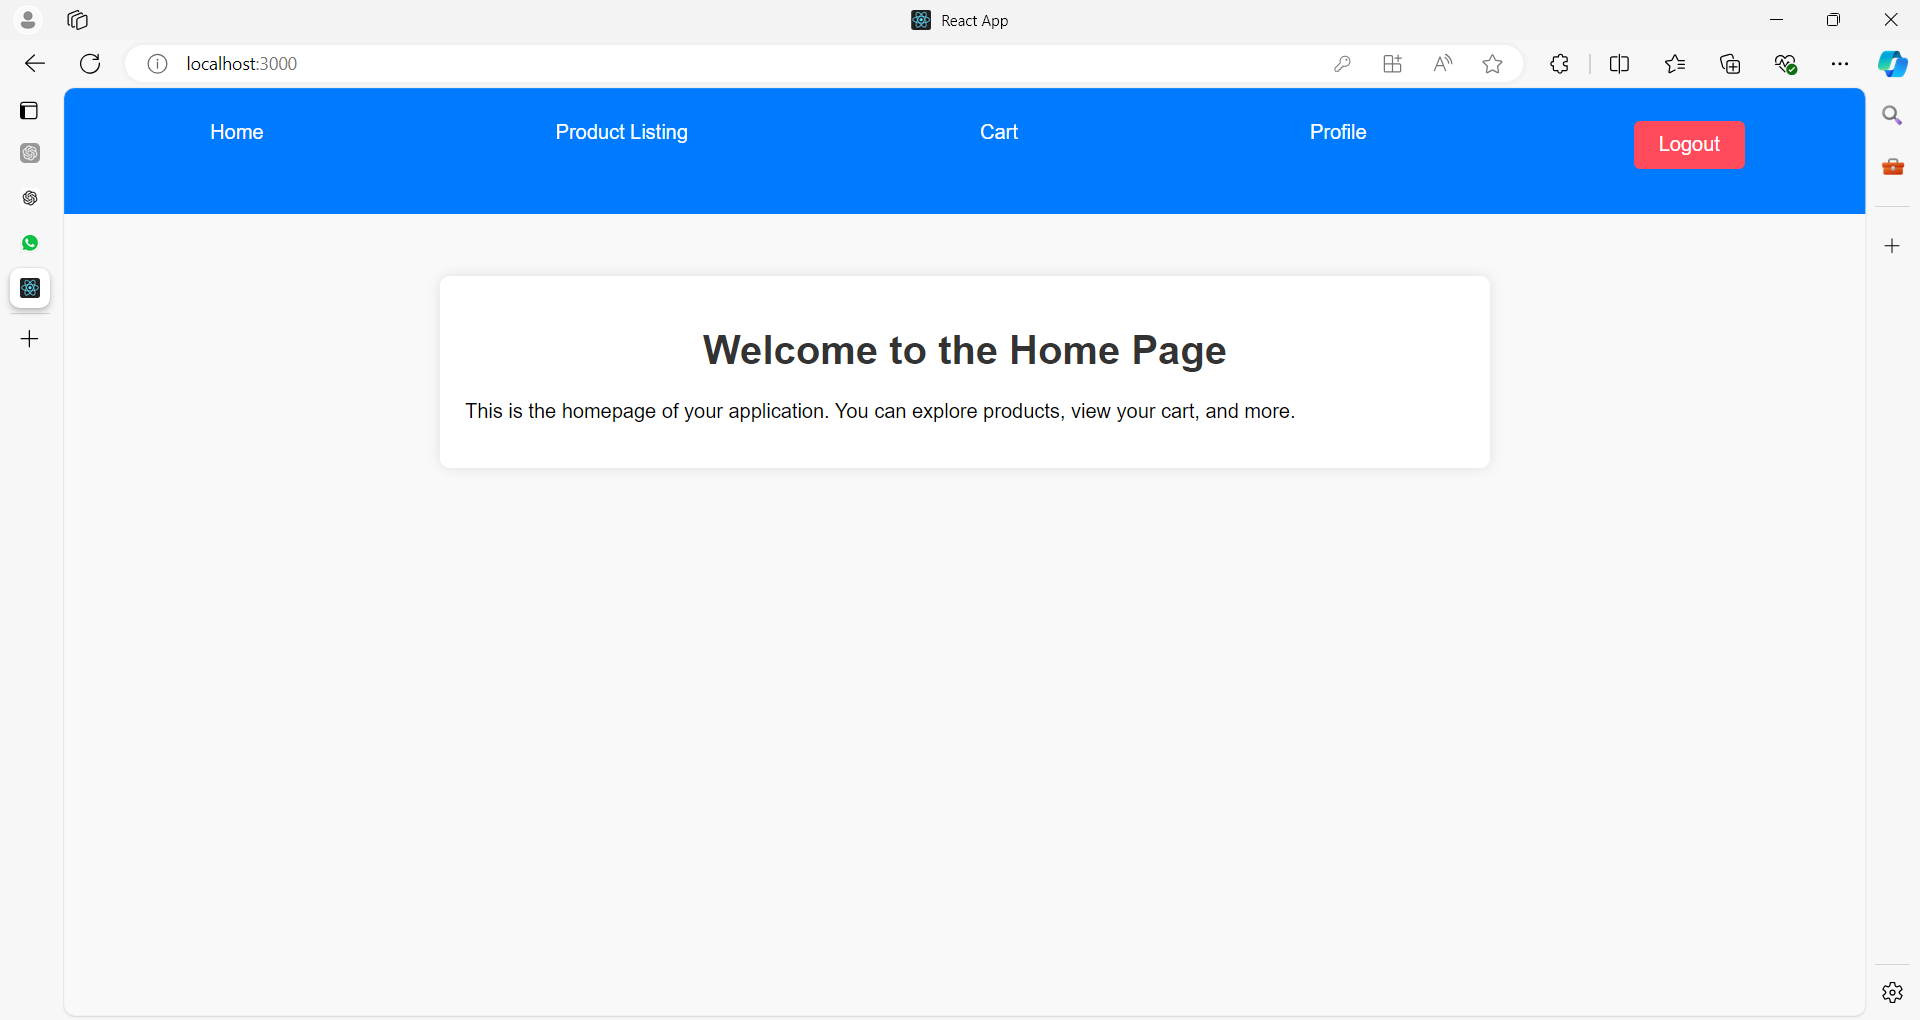 React App
localhost:3000
Home Product Listing Cart Profile Logout
Welcome to the Home Page
This is the homepage of your application. You can explore products, view your cart, and more.